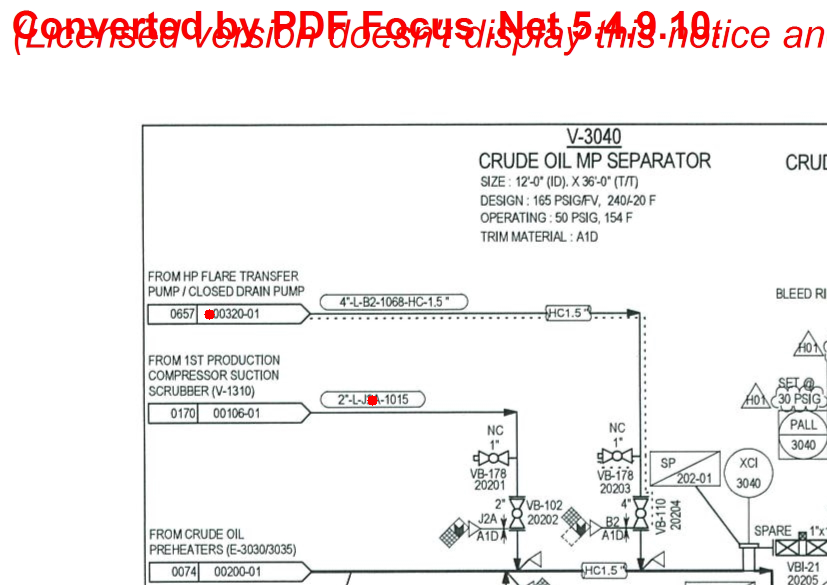 Converted by PDF Focus .Net 5.4.9.10.
(Licensed version doesn't display this notice an
V-3040
CRUDE OIL MP SEPARATOR
CRUD
SIZE : 12'-0" (ID). X 36'-0" (T/T)
DESIGN : 165 PSIG/FV, 240/-20 F
OPERATING : 50 PSIG, 154 F
TRIM MATERIAL : A1D
FROM HP FLARE TRANSFER
PUMP / CLOSED DRAIN PUMP
4"-L-B2-1068-HC-1.5 "
BLEED RI
0657
00320-01
HC1.5 "
H01
FROM 1ST PRODUCTION
COMPRESSOR SUCTION
SCRUBBER (V-1310)
SET @
30 PSIG
H01
2"-L-J2A-1015
0170
00106-01
PALL
3040
NC
1"
NC
1"
SP
202-01
XCI
3040
VB-178
20201
VB-178
20203
2"
VB-102
20202
4"
VB-110
20204
J2A
A1D
B2
A1D
FROM CRUDE OIL
PREHEATERS (E-3030/3035)
SPARE
1"x
0074
00200-01
HC1.5 "
VBI-21
20205